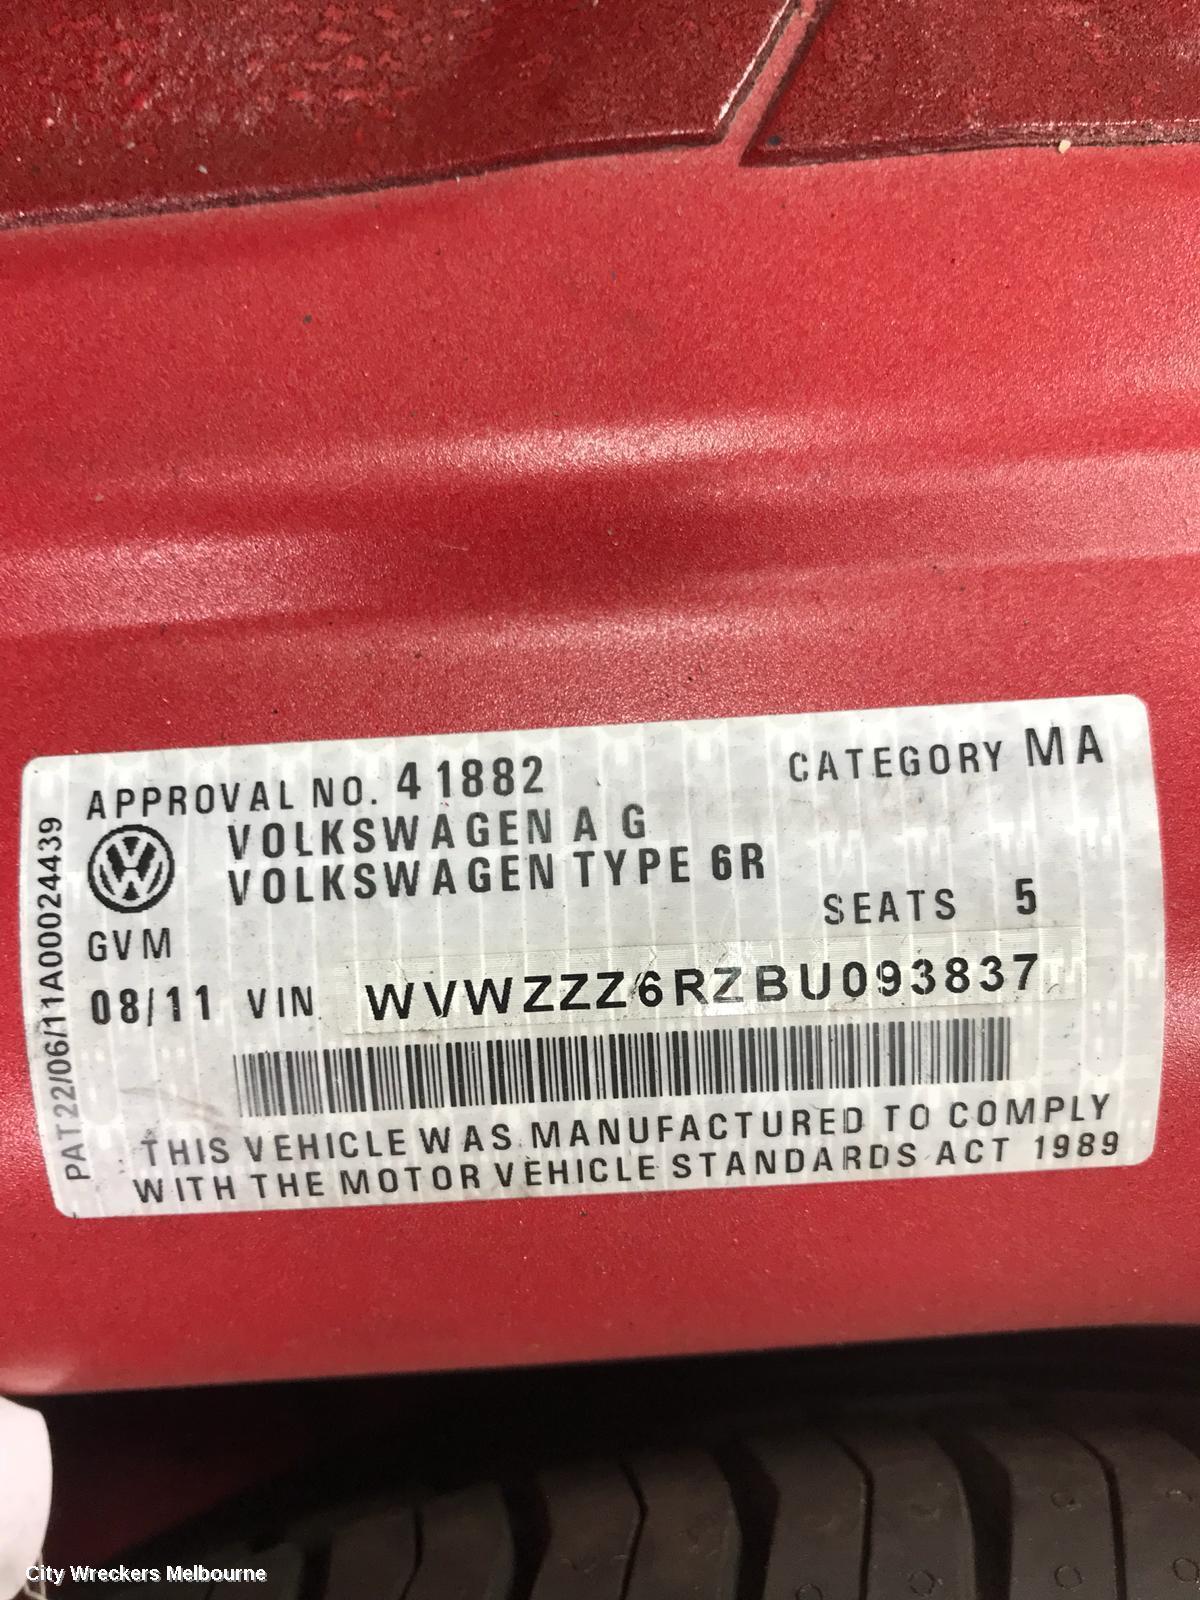 APPROVAL NO. 41882
CATEGORY MA
VOLKSWAGEN A G
VOLKSWAGEN TYPE 6R
SEATS 5
GVM
08/11 VIN WVWZZZ6RZBU093837
THIS VEHICLE WAS MANUFACTURED TO COMPLY
WITH THE MOTOR VEHICLE STANDARDS ACT 1989
PAT22/06/11A00024439
City Wreckers Melbourne